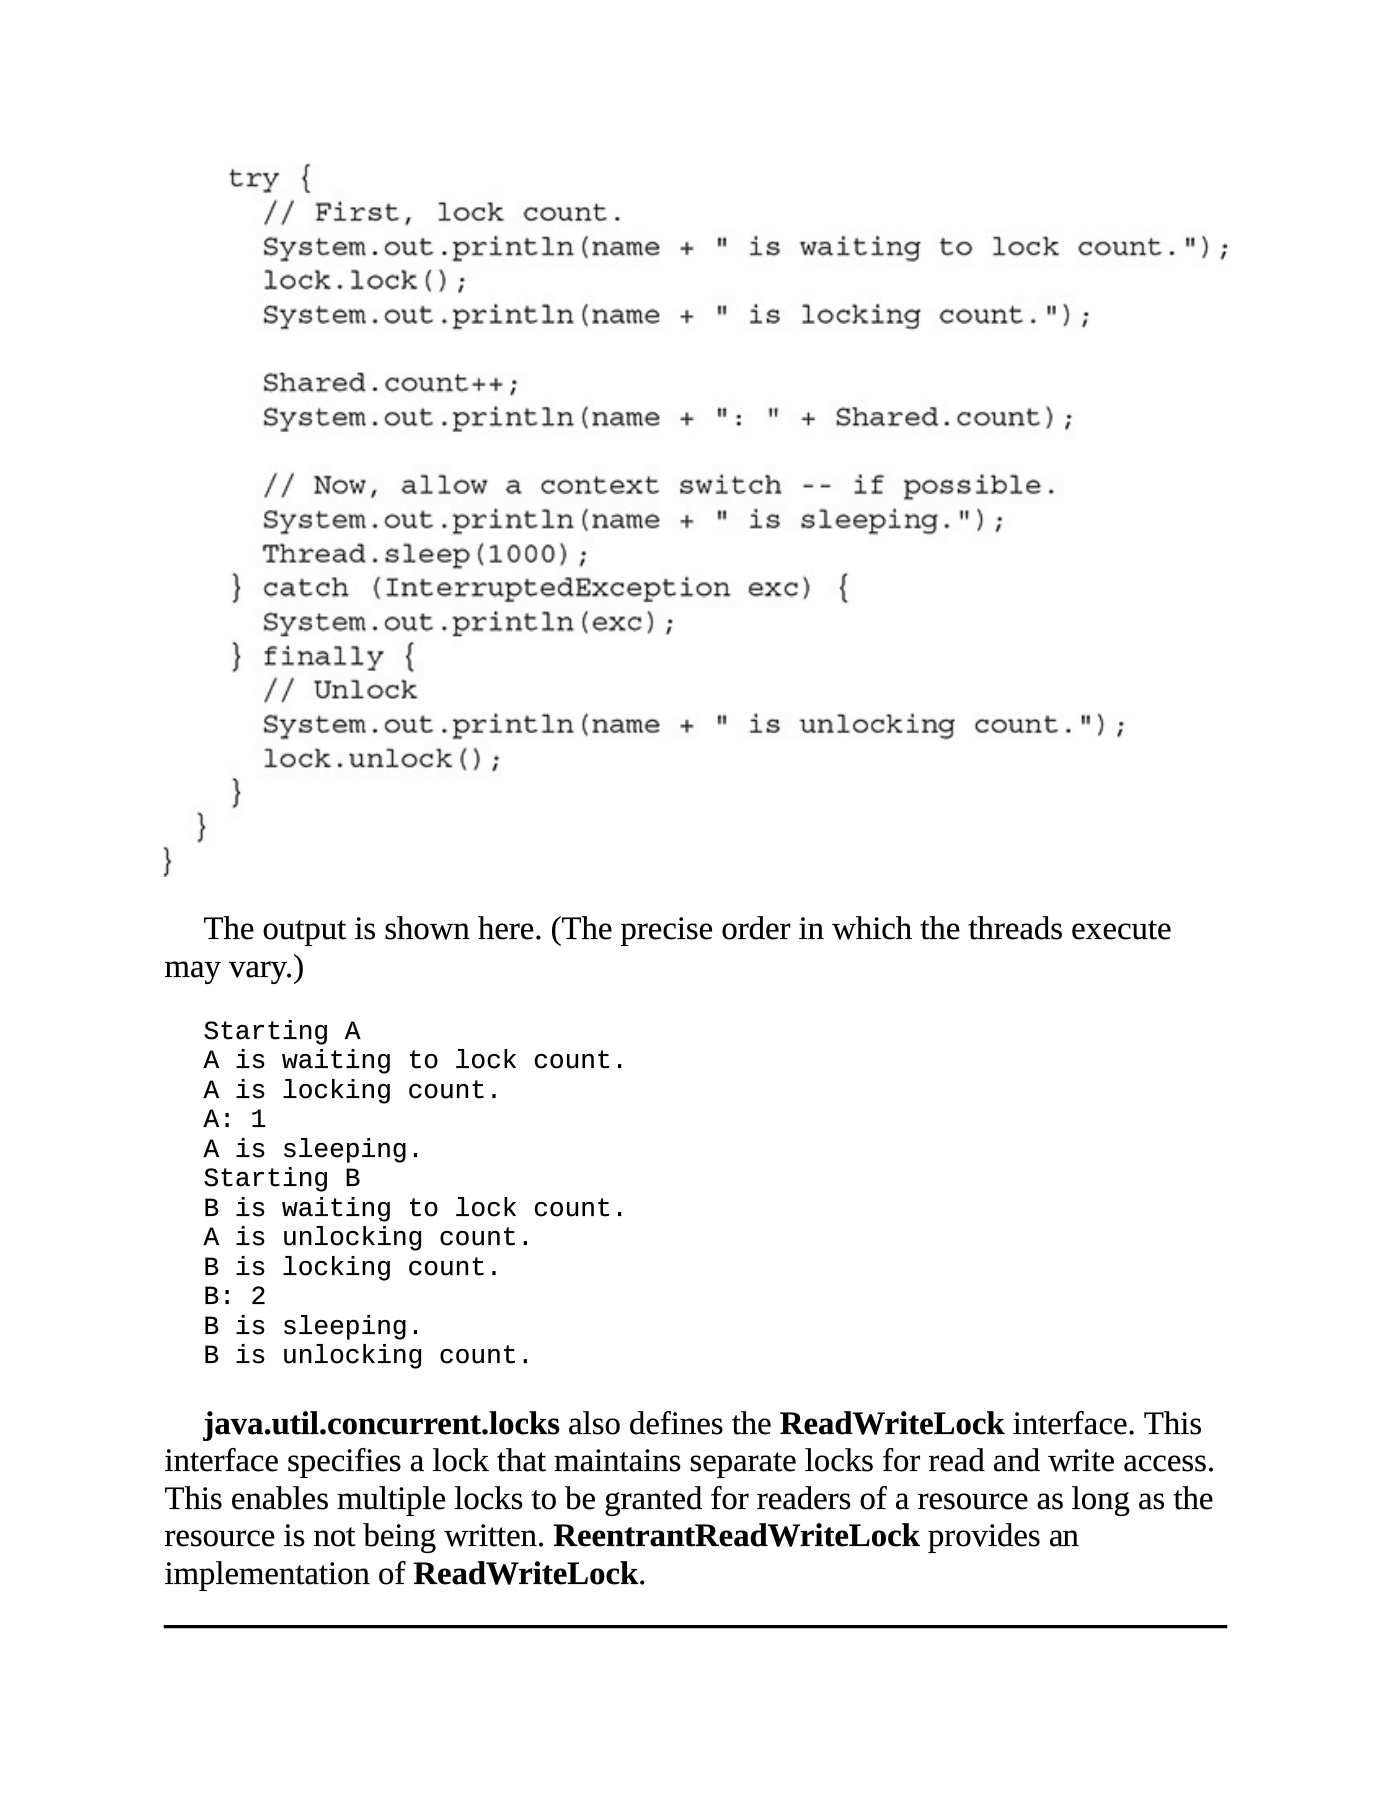 try {
// First, lock count.
System.out.println(name + " is waiting to lock count.");
lock.lock();
System.out.println(name + " is locking count.");
Shared.count++;
System.out.println(name + ": " + Shared.count);
// Now, allow a context switch -- if possible.
System.out.println(name + " is sleeping.");
Thread.sleep(1000);
} catch (InterruptedException exc) {
System.out.println(exc);
} finally {
// Unlock
System.out.println(name + " is unlocking count.");
lock.unlock();
}
}
}
The output is shown here. (The precise order in which the threads execute
may vary.)
Starting A
A is waiting to lock count.
A is locking count.
A: 1
A is sleeping.
Starting B
B is waiting to lock count.
A is unlocking count.
B is locking count.
B: 2
B is sleeping.
B is unlocking count.
java.util.concurrent.locks also defines the ReadWriteLock interface. This
interface specifies a lock that maintains separate locks for read and write access.
This enables multiple locks to be granted for readers of a resource as long as the
resource is not being written. ReentrantReadWriteLock provides an
implementation of ReadWriteLock.